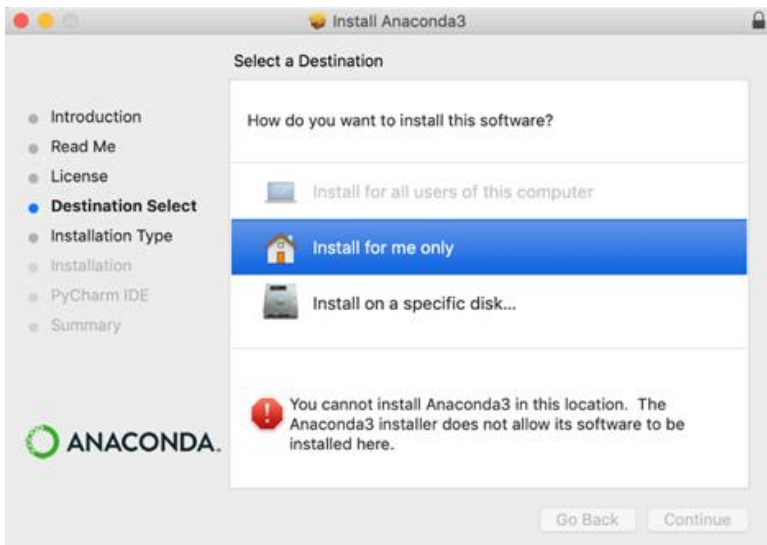 Install Anaconda3
Select a Destination
Introduction
Read Me
License
Destination Select
Installation Type
Installation
PyCharm IDE
Summary
How do you want to install this software?
Install for all users of this computer
Install for me only
Install on a specific disk...
You cannot install Anaconda3 in this location. The
Anaconda3 installer does not allow its software to be
installed here.
ANACONDA.
Go Back
Continue